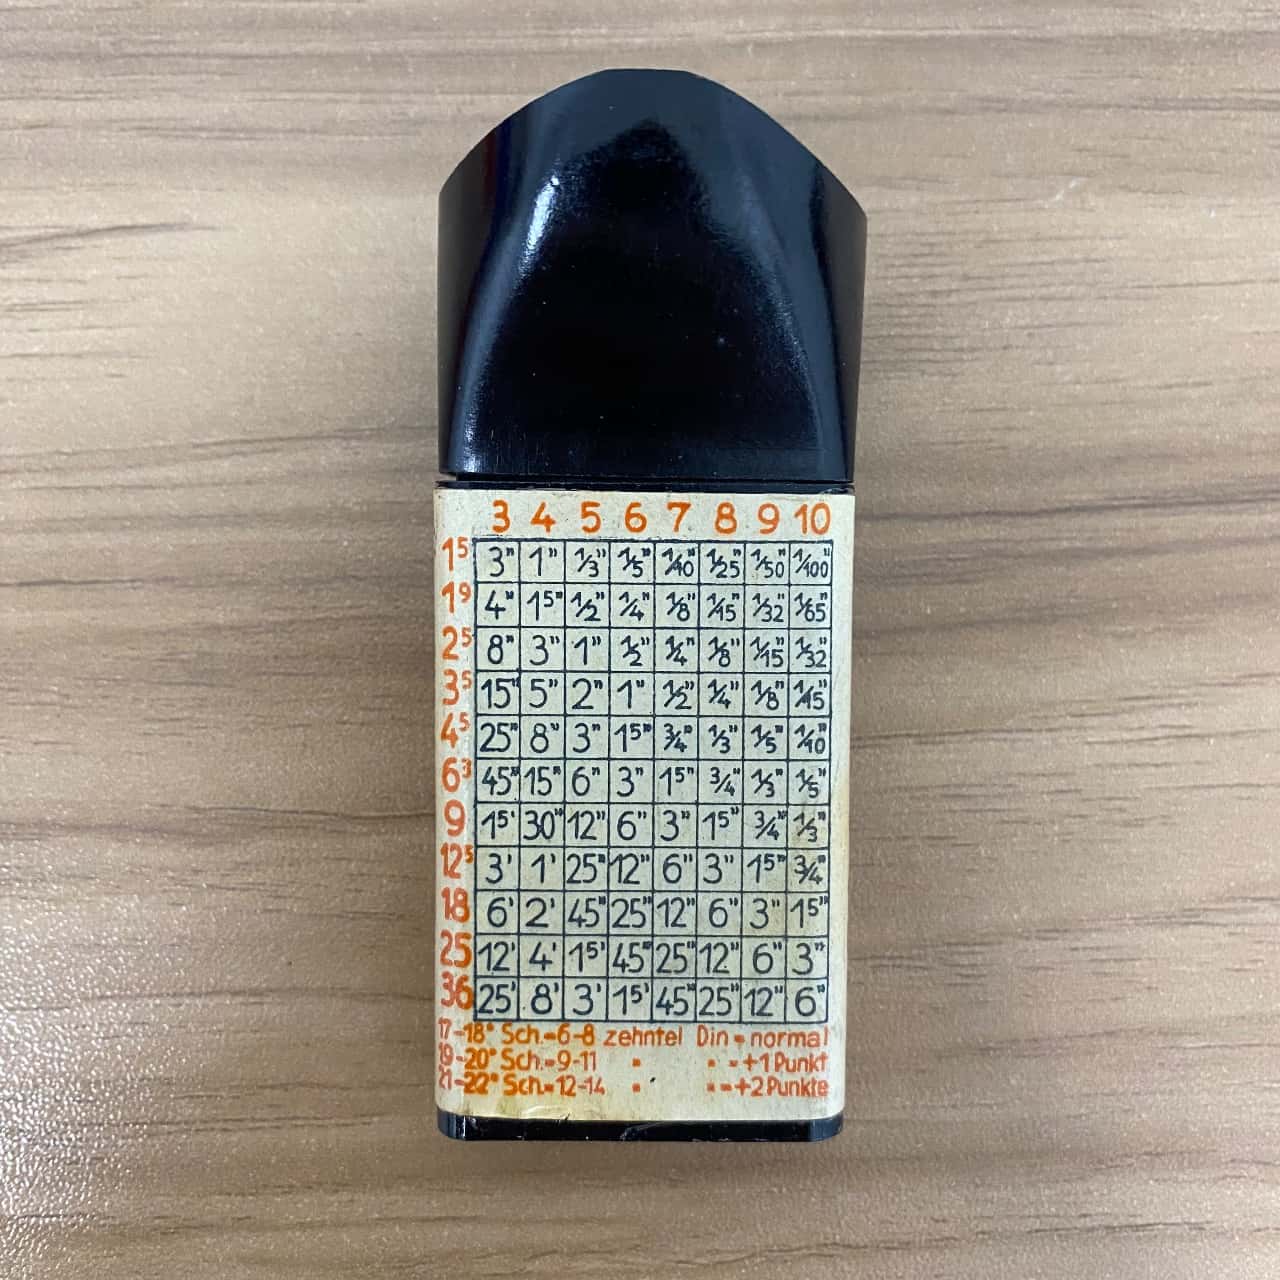 3 4 5 6 7 8 9 10
1⁵ 3" 1" 1/3" 1/5" 1/10" 1/25" 1/50" 1/100"
1⁹ 4" 1⁵" 1/2" 1/4" 1/8" 1/15" 1/32" 1/65"
2⁵ 8" 3" 1" 1/2" 1/4" 1/8" 1/15" 1/32"
3⁵ 15" 5" 2" 1" 1/2" 1/4" 1/8" 1/15"
4⁵ 25" 8" 3" 1⁵" 3/4" 1/3" 1/5" 1/10"
6³ 45" 15" 6" 3" 1⁵" 3/4" 1/3" 1/5"
9 1⁵' 30" 12" 6" 3" 1⁵" 3/4" 1/3"
12⁵ 3' 1' 25" 12" 6" 3" 1⁵" 3/4"
18 6' 2' 45" 25" 12" 6" 3" 1⁵"
25 12' 4' 1⁵' 45" 25" 12" 6" 3"
36 25' 8' 3' 1⁵' 45" 25" 12" 6"
17-18° Sch.=6-8 zehntel Din = normal
19-20° Sch.=9-11 " " = +1 Punkt
21-22° Sch.=12-14 " " = +2 Punkte